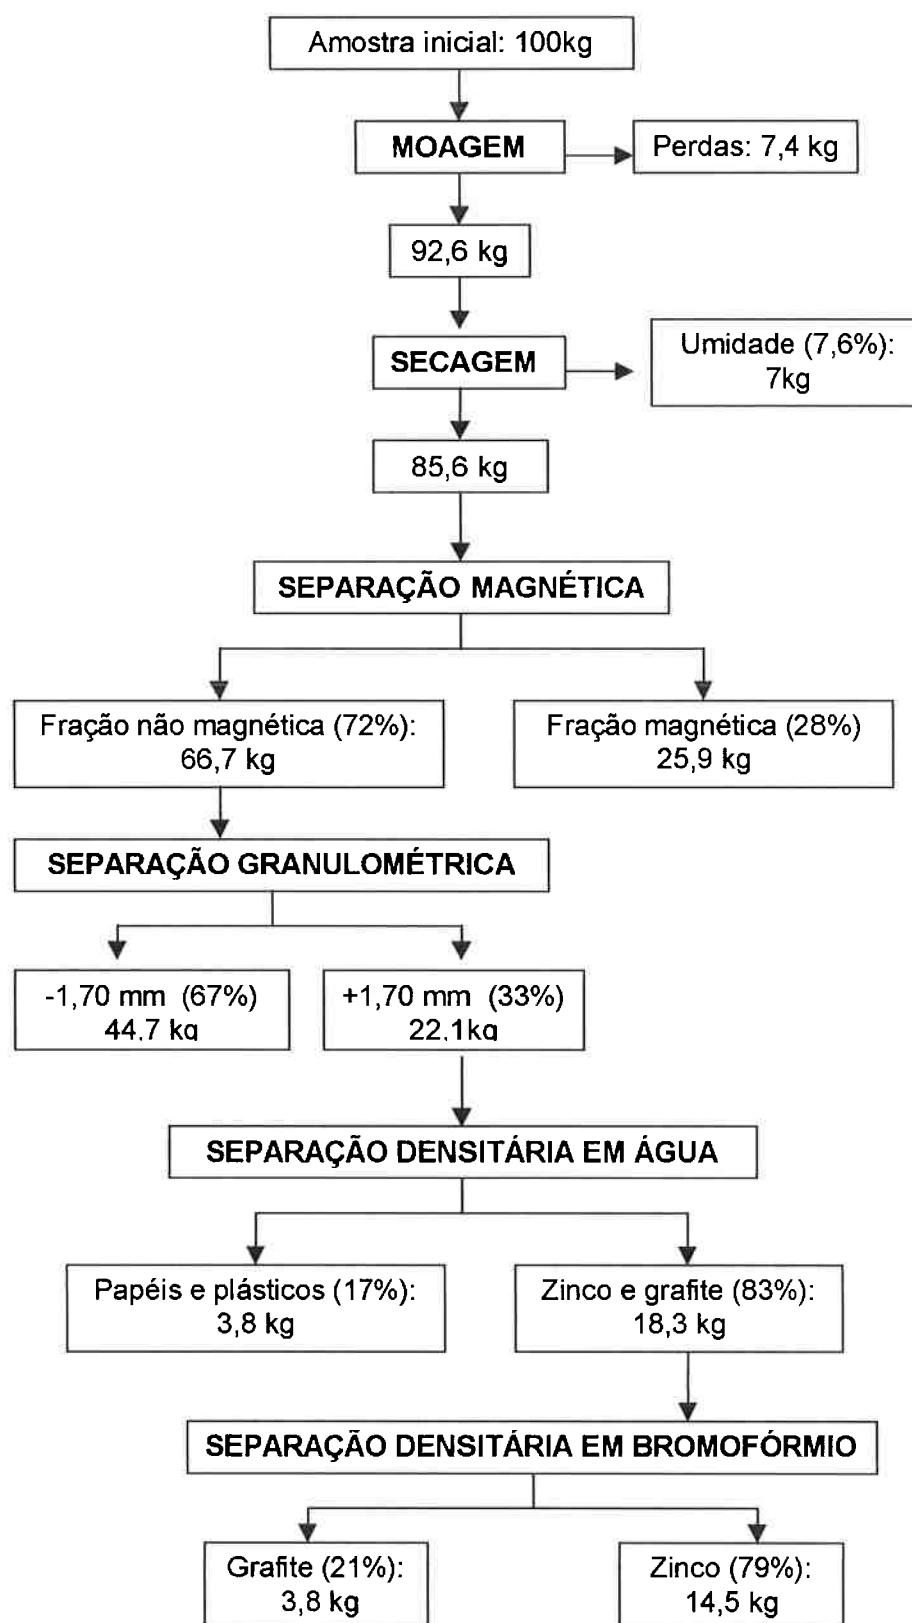 Amostra inicial: 100kg
MOAGEM
Perdas: 7,4 kg
92,6 kg
SECAGEM
Umidade (7,6%):
7kg
85,6 kg
SEPARAÇÃO MAGNÉTICA
Fração não magnética (72%):
66,7 kg
Fração magnética (28%)
25,9 kg
SEPARAÇÃO GRANULOMÉTRICA
-1,70 mm (67%)
44,7 kg
+1,70 mm (33%)
22,1kg
SEPARAÇÃO DENSITÁRIA EM ÁGUA
Papéis e plásticos (17%):
3,8 kg
Zinco e grafite (83%):
18,3 kg
SEPARAÇÃO DENSITÁRIA EM BROMOFÓRMIO
Grafite (21%):
3,8 kg
Zinco (79%):
14,5 kg